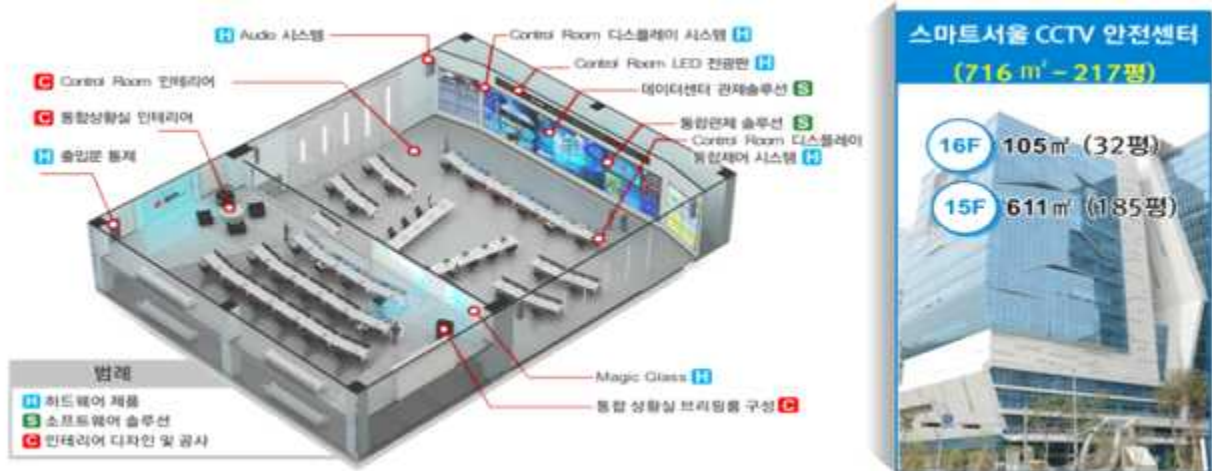 H Audio 시스템
Control Room 디스플레이 시스템 H
Control Room LED 전광판 H
C Control Room 인테리어
데이터센터 관제솔루션 S
C 통합상황실 인테리어
통합관제 솔루션 S
Control Room 디스플레이
통합제어 시스템 H
H 출입문 통제
Magic Glass H
통합 상황실 브리핑룸 구성 C
범례
H 하드웨어 제품
S 소프트웨어 솔루션
C 인테리어 디자인 및 공사
스마트서울 CCTV 안전센터
(716 ㎡ ~ 217평)
16F 105㎡ (32평)
15F 611㎡ (185평)